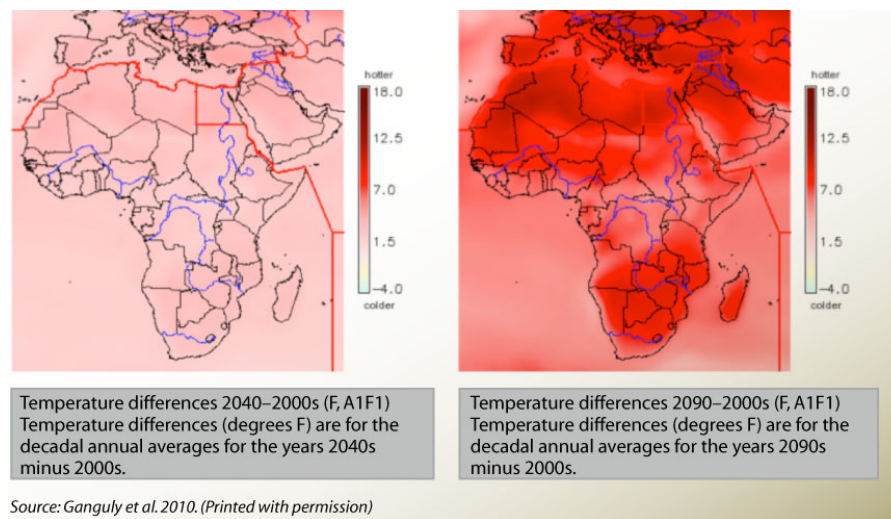 hotter
18.0
12.5
7.0
1.5
−4.0
colder
hotter
18.0
12.5
7.0
1.5
−4.0
colder
Temperature differences 2040–2000s (F, A1F1)
Temperature differences (degrees F) are for the
decadal annual averages for the years 2040s
minus 2000s.
Temperature differences 2090–2000s (F, A1F1)
Temperature differences (degrees F) are for the
decadal annual averages for the years 2090s
minus 2000s.
Source: Ganguly et al. 2010. (Printed with permission)